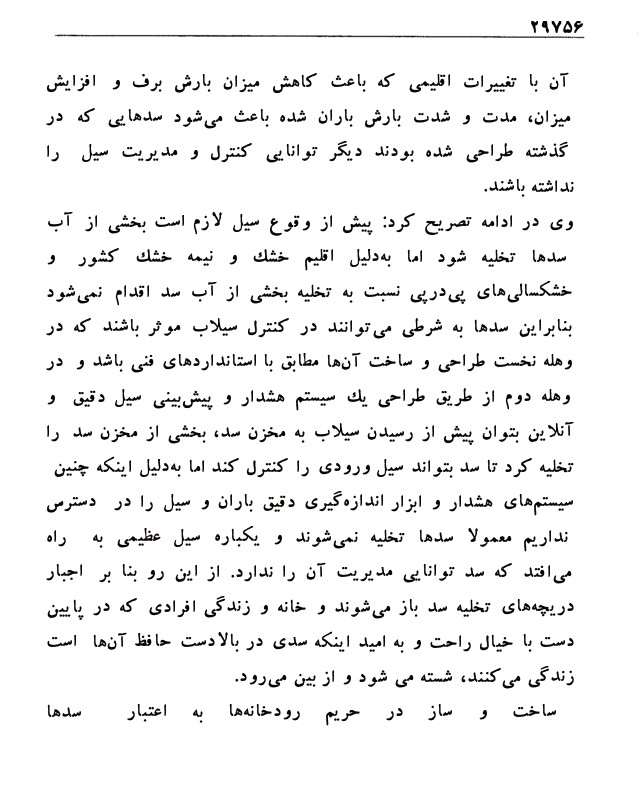 ۲۹۷۵۶
آن با تغییرات اقلیمی که باعث کاهش میزان بارش برف و افزایش
میزان، مدت و شدت بارش باران شده باعث می‌شود سدهایی که در
گذشته طراحی شده بودند دیگر توانایی کنترل و مدیریت سیل را
نداشته باشند.
وی در ادامه تصریح کرد: پیش از وقوع سیل لازم است بخشی از آب
سدها تخلیه شود اما به‌دلیل اقلیم خشك و نیمه خشك کشور و
خشکسالی‌های پی‌درپی نسبت به تخلیه بخشی از آب سد اقدام نمی‌شود
بنابراین سدها به شرطی می‌توانند در کنترل سیلاب موثر باشند که در
وهله نخست طراحی و ساخت آن‌ها مطابق با استانداردهای فنی باشد و در
وهله دوم از طریق طراحی یك سیستم هشدار و پیش‌بینی سیل دقیق و
آنلاین بتوان پیش از رسیدن سیلاب به مخزن سد، بخشی از مخزن سد را
تخلیه کرد تا سد بتواند سیل ورودی را کنترل کند اما به‌دلیل اینکه چنین
سیستم‌های هشدار و ابزار اندازه‌گیری دقیق باران و سیل را در دسترس
نداریم معمولا سدها تخلیه نمی‌شوند و یکباره سیل عظیمی به راه
می‌افتد که سد توانایی مدیریت آن را ندارد. از این رو بنا بر اجبار
دریچه‌های تخلیه سد باز می‌شوند و خانه و زندگی افرادی که در پایین
دست با خیال راحت و به امید اینکه سدی در بالادست حافظ آن‌ها است
زندگی می‌کنند، شسته می شود و از بین می‌رود.
ساخت و ساز در حریم رودخانه‌ها به اعتبار سدها